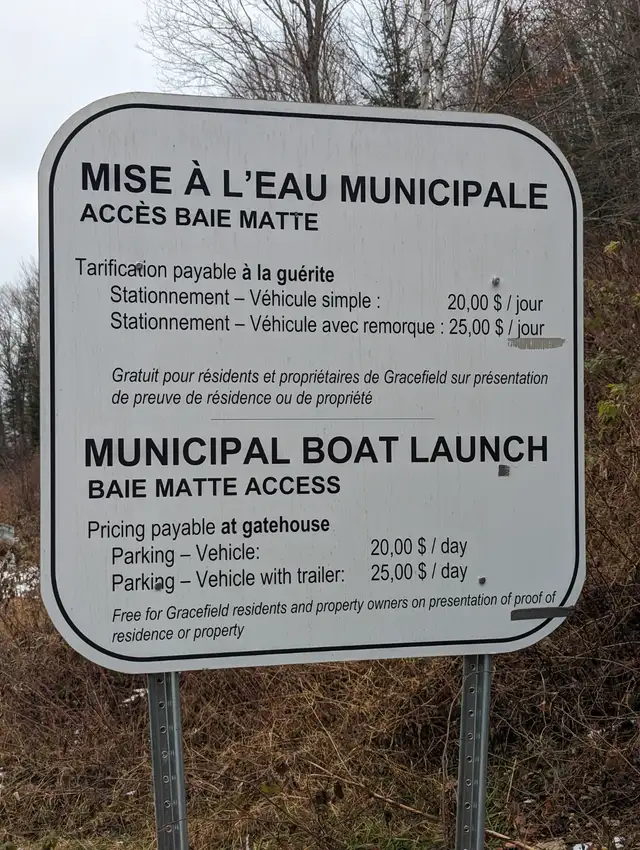 MISE À L'EAU MUNICIPALE
ACCÈS BAIE MATTE
Tarification payable à la guérite
Stationnement – Véhicule simple : 20,00 $ / jour
Stationnement – Véhicule avec remorque : 25,00 $ / jour
Gratuit pour résidents et propriétaires de Gracefield sur présentation
de preuve de résidence ou de propriété
MUNICIPAL BOAT LAUNCH
BAIE MATTE ACCESS
Pricing payable at gatehouse
Parking – Vehicle: 20,00 $ / day
Parking – Vehicle with trailer: 25,00 $ / day
Free for Gracefield residents and property owners on presentation of proof of
residence or property